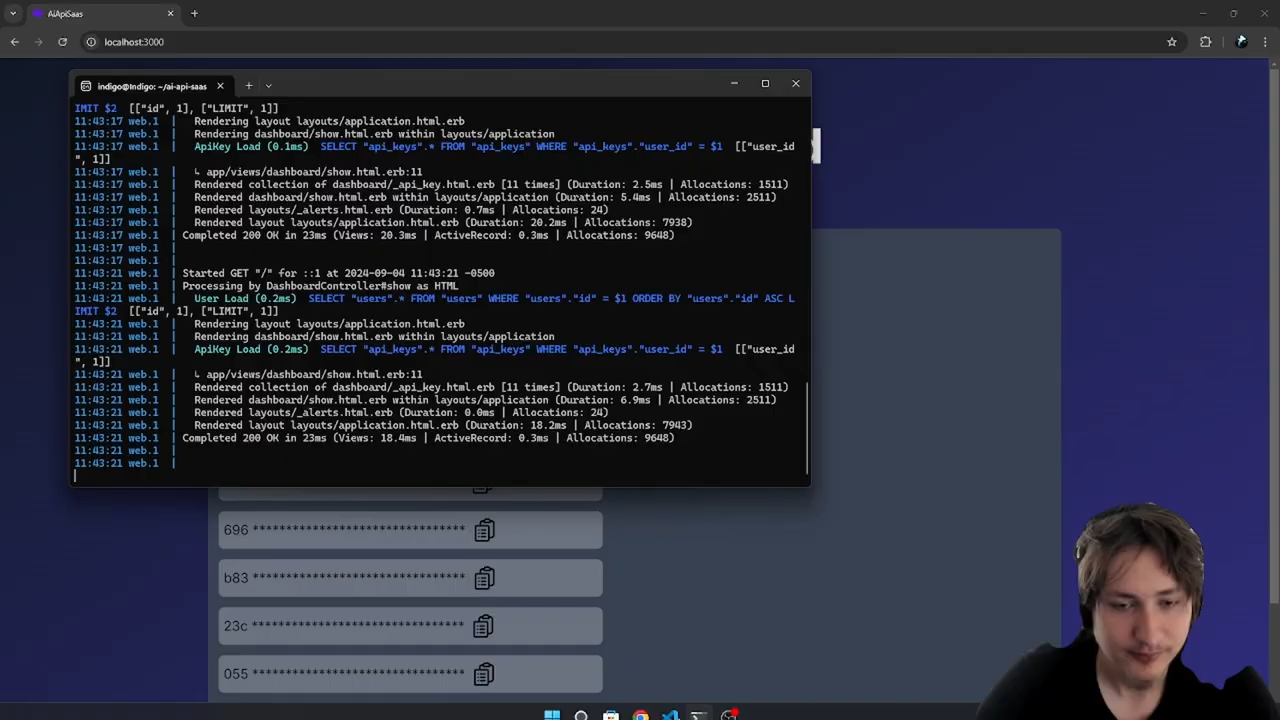 AiApiSaas
localhost:3000
indigo@Indigo: ~/ai-api-saas
IMIT $2 [["id", 1], ["LIMIT", 1]]
11:43:17 web.1 | Rendering layout layouts/application.html.erb
11:43:17 web.1 | Rendering dashboard/show.html.erb within layouts/application
11:43:17 web.1 | ApiKey Load (0.1ms) SELECT "api_keys".* FROM "api_keys" WHERE "api_keys"."user_id" = $1 [["user_id
", 1]]
11:43:17 web.1 | ↳ app/views/dashboard/show.html.erb:11
11:43:17 web.1 | Rendered collection of dashboard/_api_key.html.erb [11 times] (Duration: 2.5ms | Allocations: 1511)
11:43:17 web.1 | Rendered dashboard/show.html.erb within layouts/application (Duration: 5.4ms | Allocations: 2511)
11:43:17 web.1 | Rendered layouts/_alerts.html.erb (Duration: 0.7ms | Allocations: 24)
11:43:17 web.1 | Rendered layout layouts/application.html.erb (Duration: 20.2ms | Allocations: 7938)
11:43:17 web.1 | Completed 200 OK in 23ms (Views: 20.3ms | ActiveRecord: 0.3ms | Allocations: 9648)
11:43:17 web.1 |
11:43:21 web.1 |
11:43:21 web.1 | Started GET "/" for ::1 at 2024-09-04 11:43:21 -0500
11:43:21 web.1 | Processing by DashboardController#show as HTML
11:43:21 web.1 | User Load (0.2ms) SELECT "users".* FROM "users" WHERE "users"."id" = $1 ORDER BY "users"."id" ASC L
IMIT $2 [["id", 1], ["LIMIT", 1]]
11:43:21 web.1 | Rendering layout layouts/application.html.erb
11:43:21 web.1 | Rendering dashboard/show.html.erb within layouts/application
11:43:21 web.1 | ApiKey Load (0.2ms) SELECT "api_keys".* FROM "api_keys" WHERE "api_keys"."user_id" = $1 [["user_id
", 1]]
11:43:21 web.1 | ↳ app/views/dashboard/show.html.erb:11
11:43:21 web.1 | Rendered collection of dashboard/_api_key.html.erb [11 times] (Duration: 2.7ms | Allocations: 1511)
11:43:21 web.1 | Rendered dashboard/show.html.erb within layouts/application (Duration: 6.9ms | Allocations: 2511)
11:43:21 web.1 | Rendered layouts/_alerts.html.erb (Duration: 0.0ms | Allocations: 24)
11:43:21 web.1 | Rendered layout layouts/application.html.erb (Duration: 18.2ms | Allocations: 7943)
11:43:21 web.1 | Completed 200 OK in 23ms (Views: 18.4ms | ActiveRecord: 0.3ms | Allocations: 9648)
11:43:21 web.1 |
11:43:21 web.1 |
696 ********************************
b83 ********************************
23c ********************************
055 ********************************